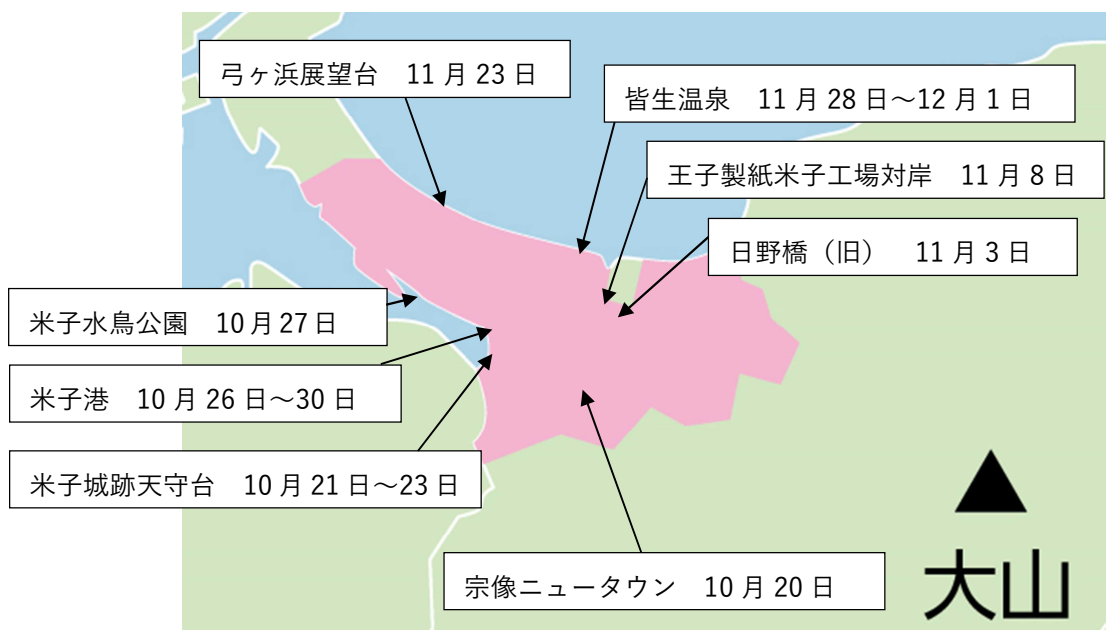 弓ヶ浜展望台　11月23日
皆生温泉　11月28日～12月1日
王子製紙米子工場対岸　11月8日
日野橋（旧）　11月3日
米子水鳥公園　10月27日
米子港　10月26日～30日
米子城跡天守台　10月21日～23日
宗像ニュータウン　10月20日
▲
大山